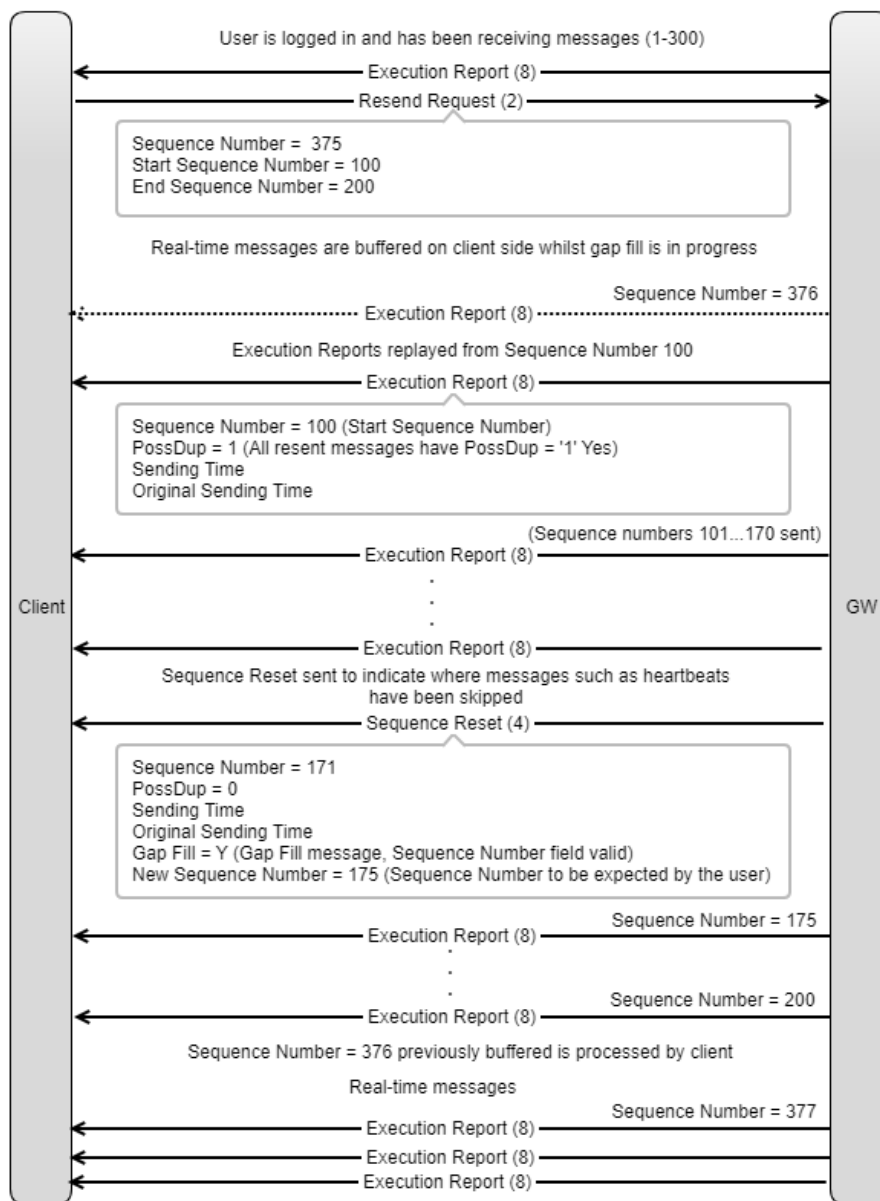 User is logged in and has been receiving messages (1-300)
Execution Report (8)
Resend Request (2)
Sequence Number =  375
Start Sequence Number = 100
End Sequence Number = 200
Real-time messages are buffered on client side whilst gap fill is in progress
Sequence Number = 376
Execution Report (8)
Execution Reports replayed from Sequence Number 100
Execution Report (8)
Sequence Number = 100 (Start Sequence Number)
PossDup = 1 (All resent messages have PossDup = '1' Yes)
Sending Time
Original Sending Time
(Sequence numbers 101...170 sent)
Execution Report (8)
Client
GW
Execution Report (8)
Sequence Reset sent to indicate where messages such as heartbeats
have been skipped
Sequence Reset (4)
Sequence Number = 171
PossDup = 0
Sending Time
Original Sending Time
Gap Fill = Y (Gap Fill message, Sequence Number field valid)
New Sequence Number = 175 (Sequence Number to be expected by the user)
Sequence Number = 175
Execution Report (8)
Sequence Number = 200
Execution Report (8)
Sequence Number = 376 previously buffered is processed by client
Real-time messages
Sequence Number = 377
Execution Report (8)
Execution Report (8)
Execution Report (8)